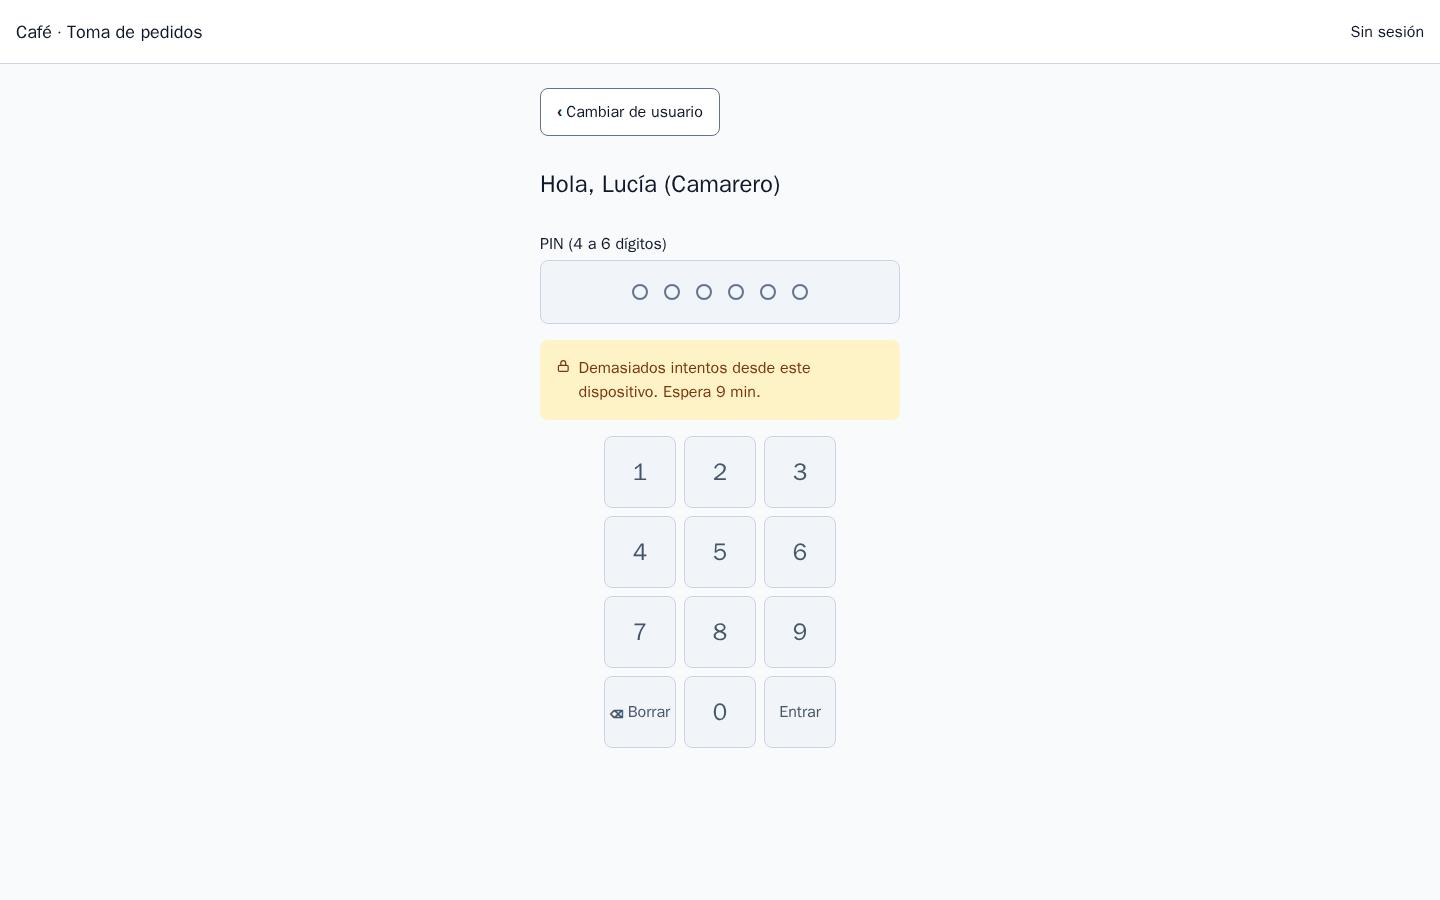 Café · Toma de pedidos
Sin sesión
‹ Cambiar de usuario
Hola, Lucía (Camarero)
PIN (4 a 6 dígitos)
Demasiados intentos desde este
dispositivo. Espera 9 min.
1 2 3
4 5 6
7 8 9
⌫ Borrar 0 Entrar